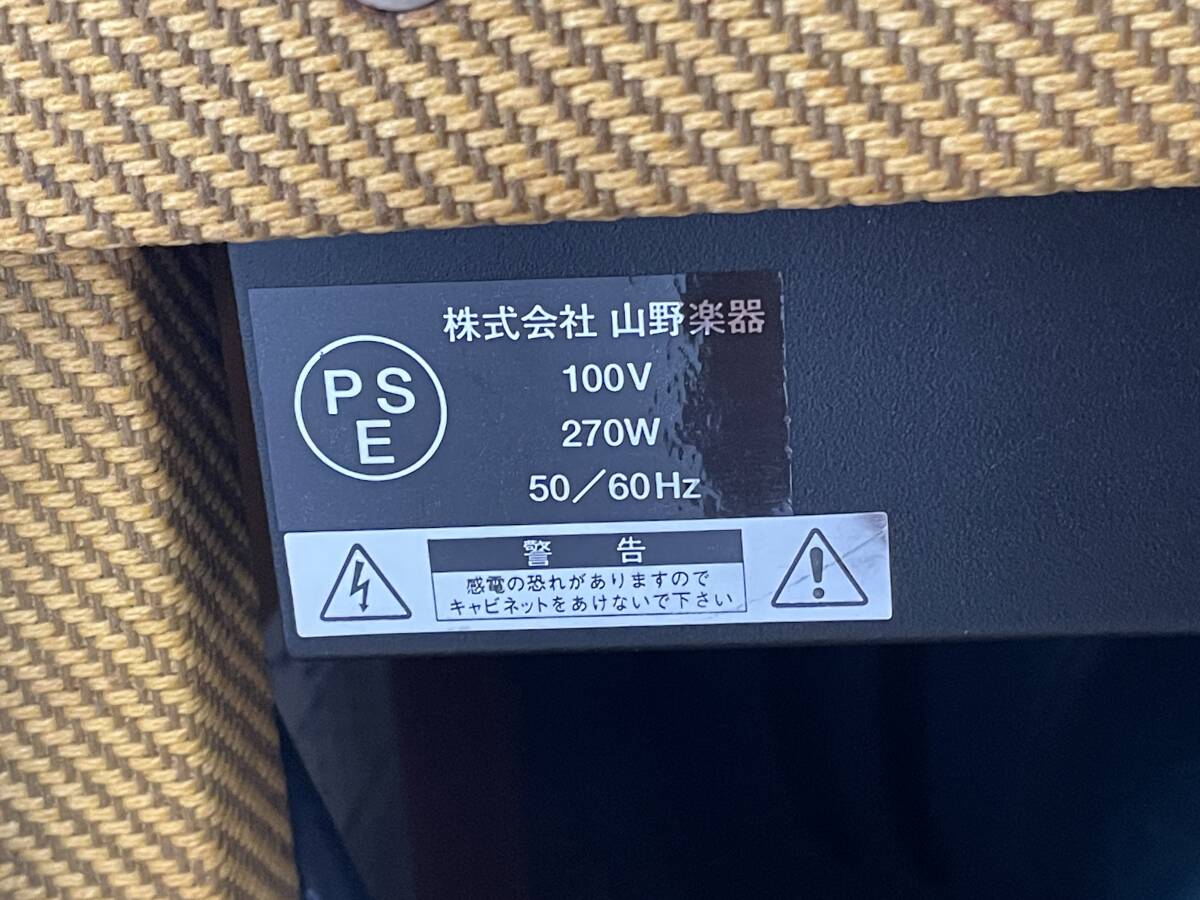 株式会社 山野楽器
PS
E
100V
270W
50/60Hz
警 告
感電の恐れがありますので
キャビネットをあけないで下さい